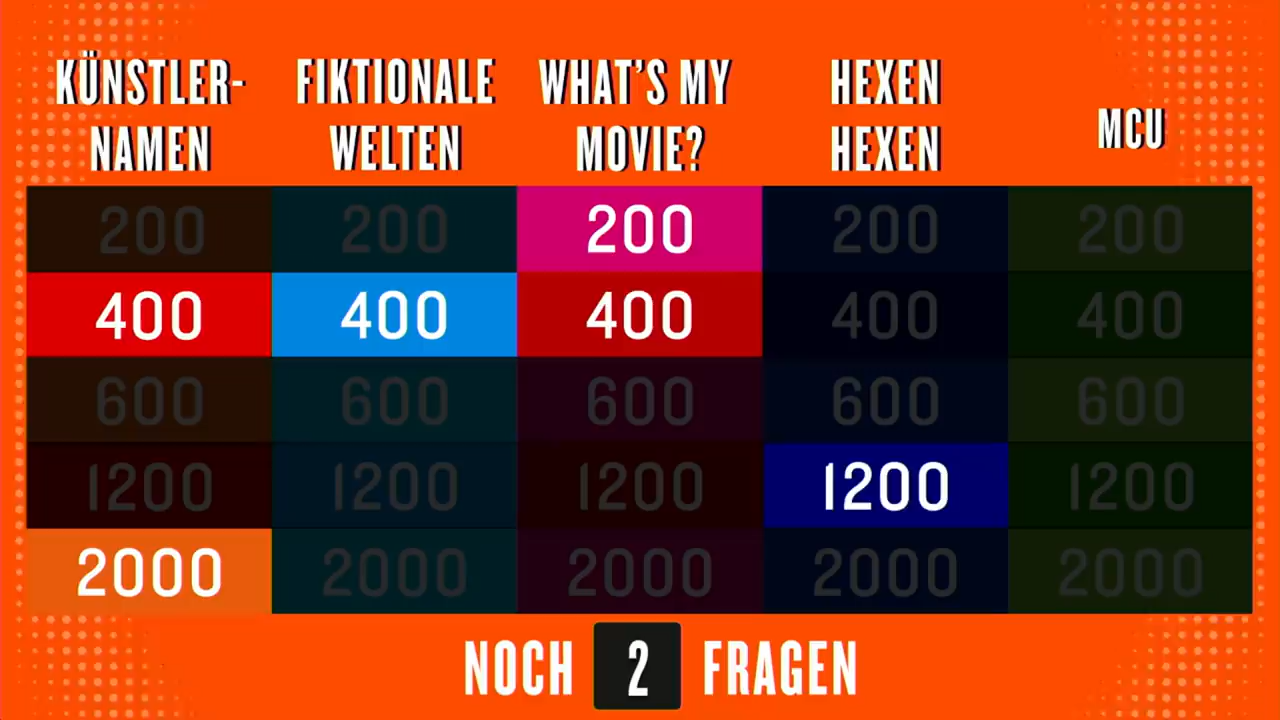 KÜNSTLER-
NAMEN
FIKTIONALE
WELTEN
WHAT'S MY
MOVIE?
HEXEN
HEXEN
MCU
200 200 200 200 200
400 400 400 400 400
600 600 600 600 600
1200 1200 1200 1200 1200
2000 2000 2000 2000 2000
NOCH 2 FRAGEN